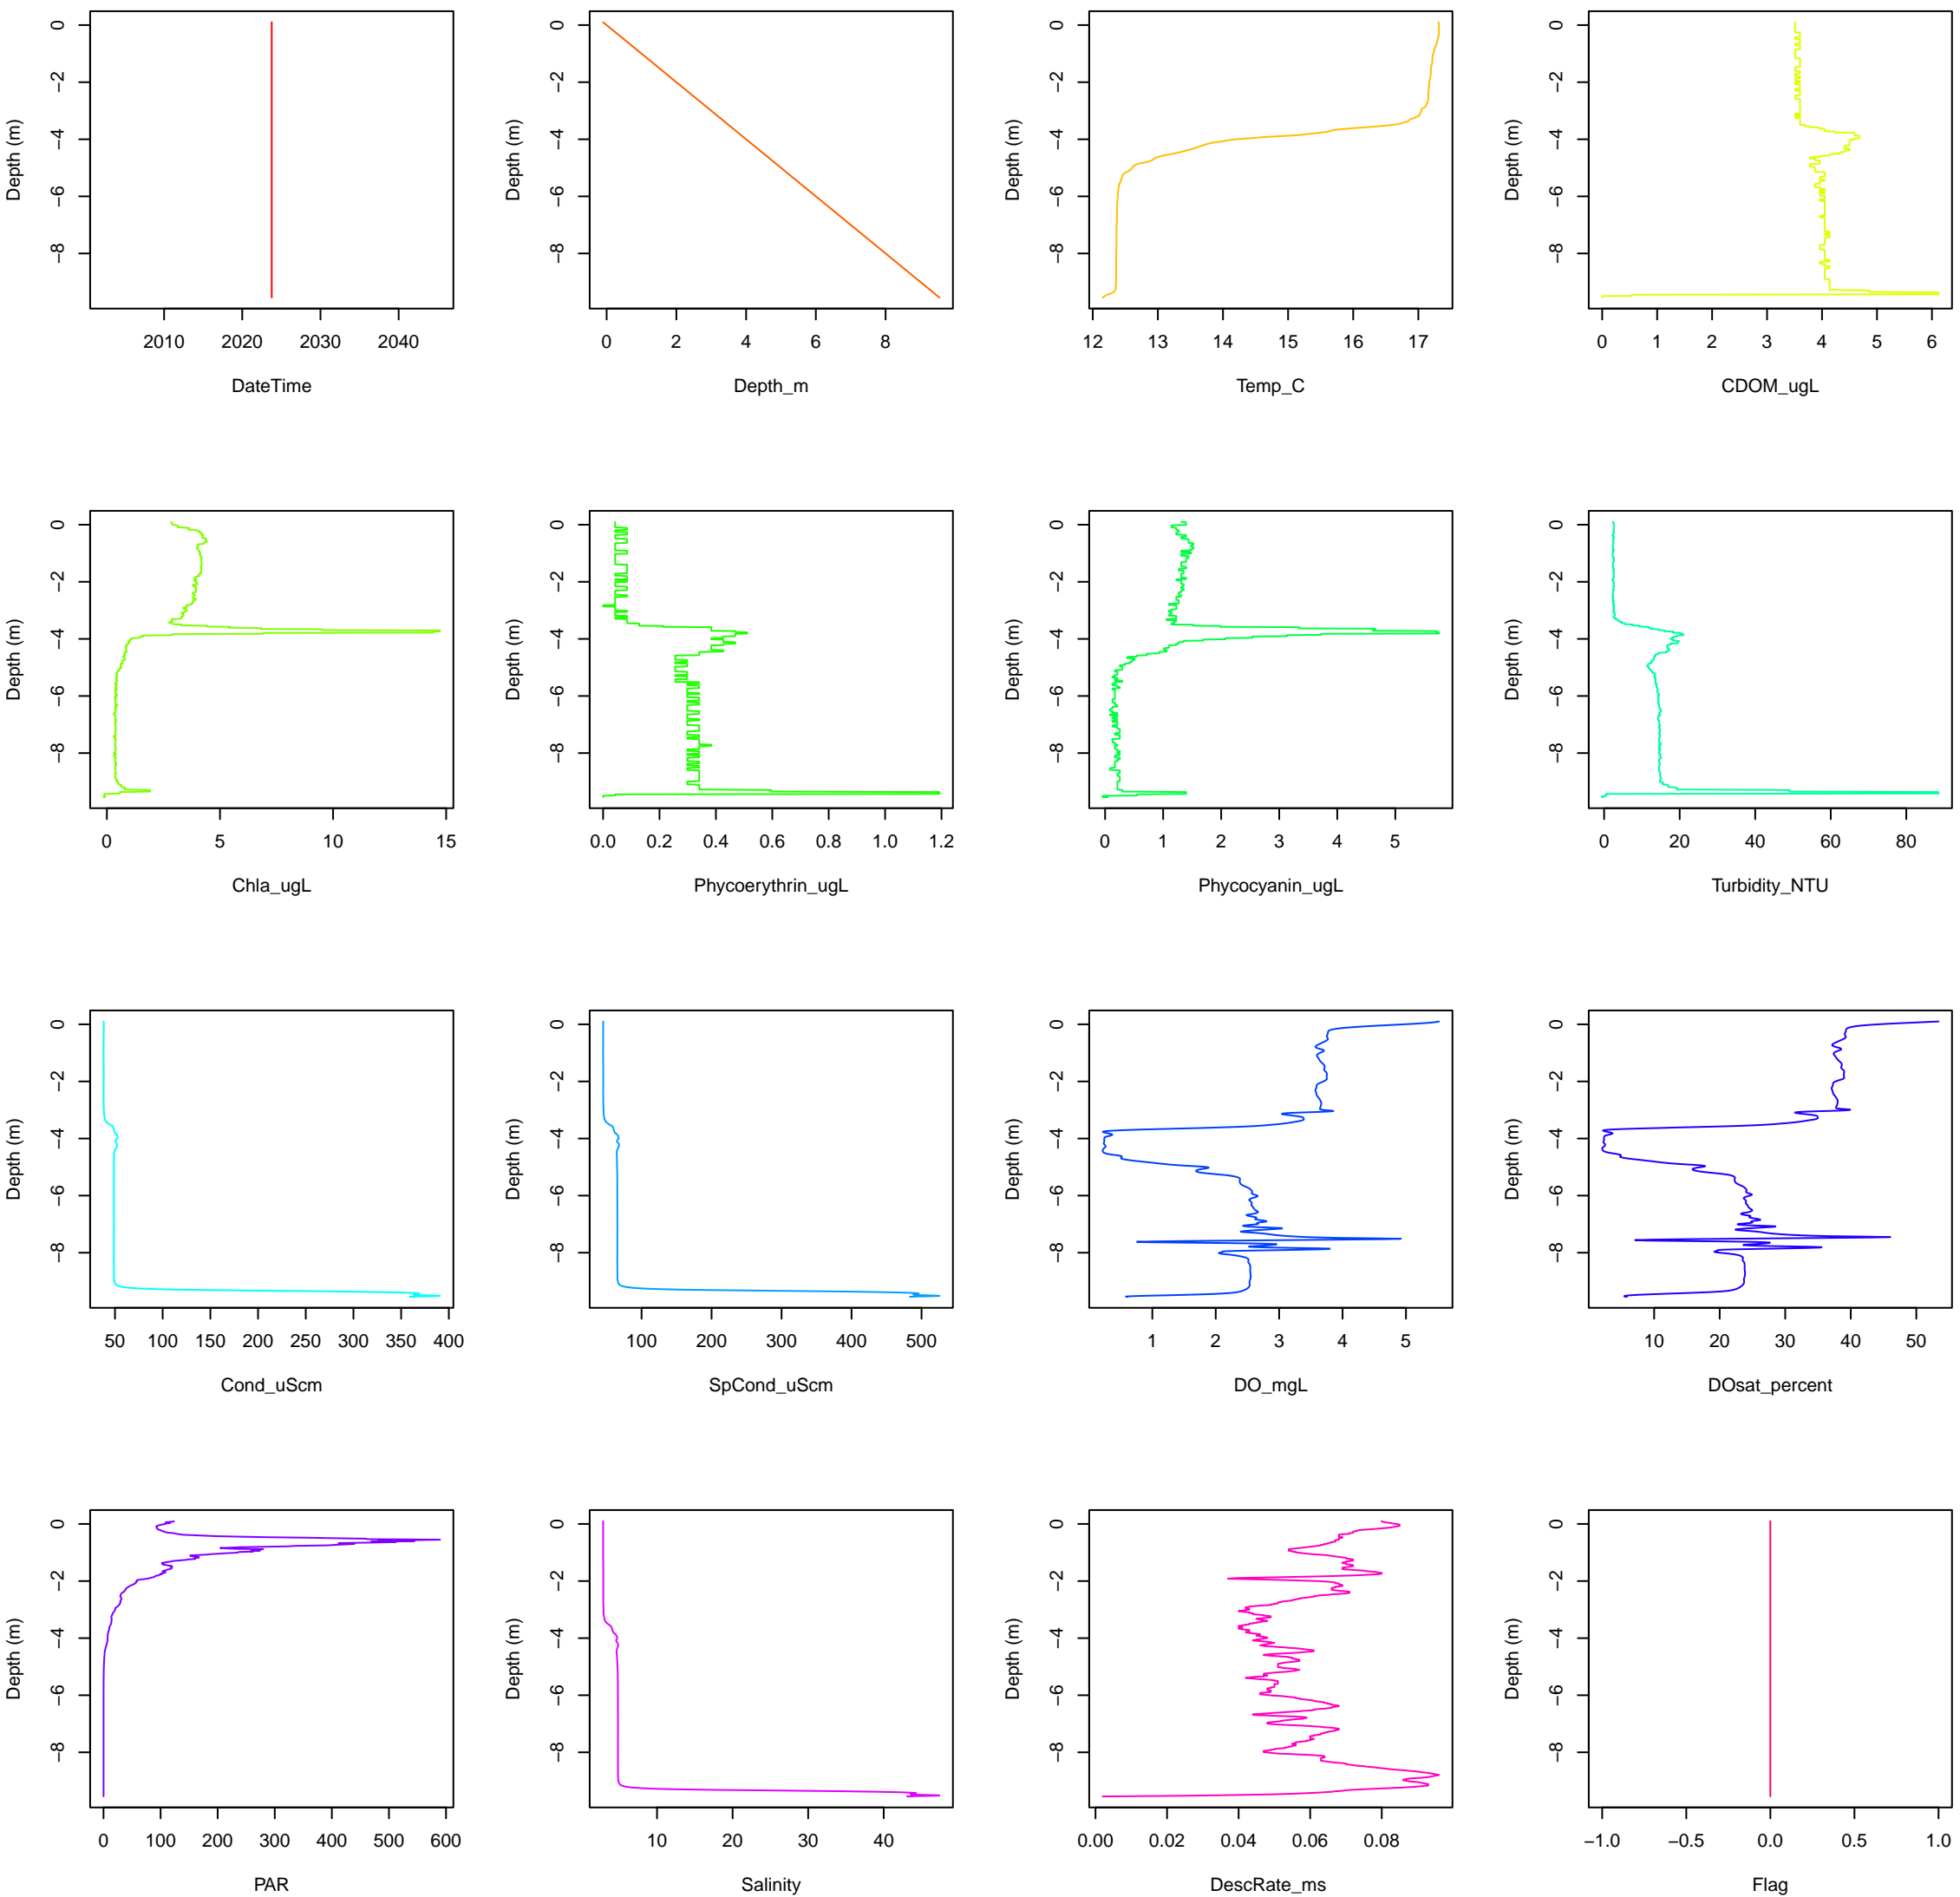 0
−2
−4
−6
−8
Depth (m)
2010 2020 2030 2040
DateTime
0
−2
−4
−6
−8
Depth (m)
0 2 4 6 8
Depth_m
0
−2
−4
−6
−8
Depth (m)
12 13 14 15 16 17
Temp_C
0
−2
−4
−6
−8
Depth (m)
0 1 2 3 4 5 6
CDOM_ugL
0
−2
−4
−6
−8
Depth (m)
0 5 10 15
Chla_ugL
0
−2
−4
−6
−8
Depth (m)
0.0 0.2 0.4 0.6 0.8 1.0 1.2
Phycoerythrin_ugL
0
−2
−4
−6
−8
Depth (m)
0 1 2 3 4 5
Phycocyanin_ugL
0
−2
−4
−6
−8
Depth (m)
0 20 40 60 80
Turbidity_NTU
0
−2
−4
−6
−8
Depth (m)
50 100 150 200 250 300 350 400
Cond_uScm
0
−2
−4
−6
−8
Depth (m)
100 200 300 400 500
SpCond_uScm
0
−2
−4
−6
−8
Depth (m)
1 2 3 4 5
DO_mgL
0
−2
−4
−6
−8
Depth (m)
10 20 30 40 50
DOsat_percent
0
−2
−4
−6
−8
Depth (m)
0 100 200 300 400 500 600
PAR
0
−2
−4
−6
−8
Depth (m)
10 20 30 40
Salinity
0
−2
−4
−6
−8
Depth (m)
0.00 0.02 0.04 0.06 0.08
DescRate_ms
0
−2
−4
−6
−8
Depth (m)
−1.0 −0.5 0.0 0.5 1.0
Flag